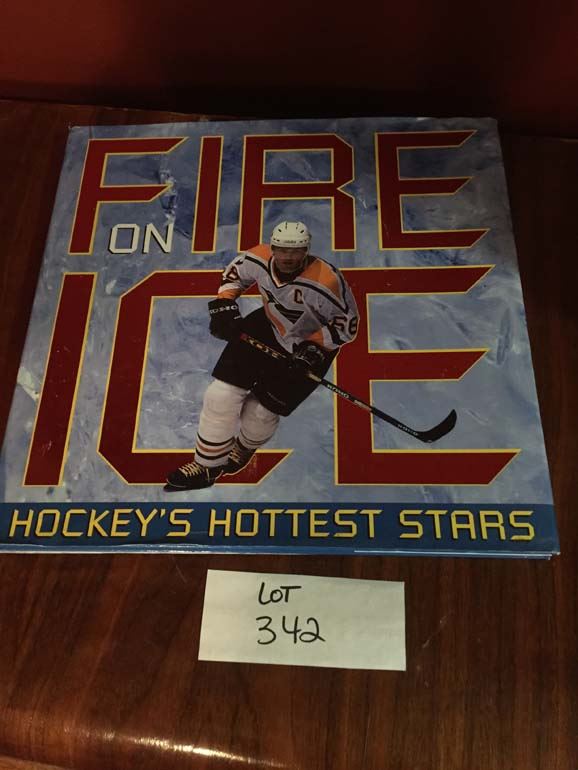 FIRE
ON
ICE
C
HOCKEY'S HOTTEST STARS
LOT
342